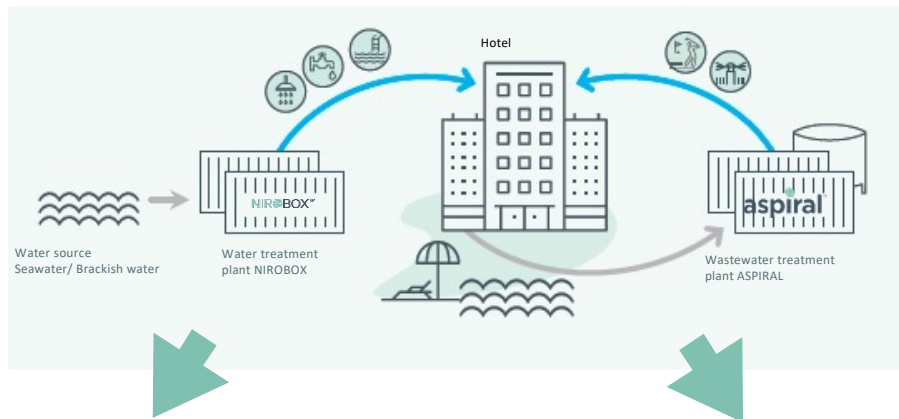 Hotel
NIROBOX
aspiral
Water source
Seawater/ Brackish water
Water treatment
plant NIROBOX
Wastewater treatment
plant ASPIRAL